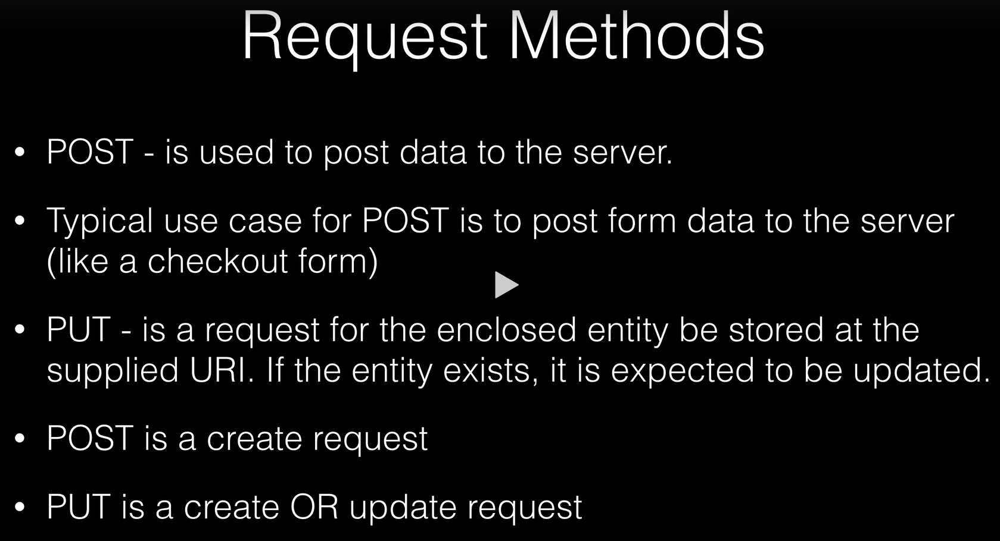 Request Methods
• POST - is used to post data to the server.
• Typical use case for POST is to post form data to the server
(like a checkout form)
• PUT - is a request for the enclosed entity be stored at the
supplied URI. If the entity exists, it is expected to be updated.
• POST is a create request
• PUT is a create OR update request